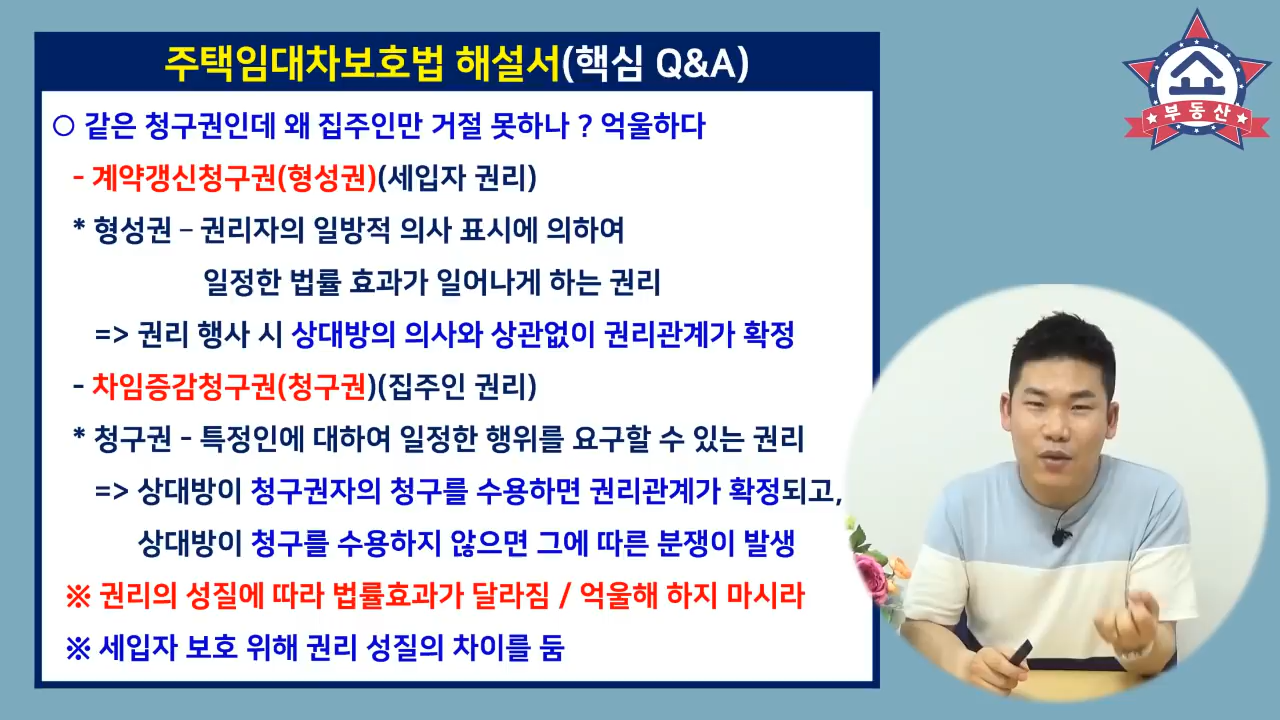 주택임대차보호법 해설서(핵심 Q&A)
○ 같은 청구권인데 왜 집주인만 거절 못하나 ? 억울하다
- 계약갱신청구권(형성권)(세입자 권리)
* 형성권 – 권리자의 일방적 의사 표시에 의하여
일정한 법률 효과가 일어나게 하는 권리
=> 권리 행사 시 상대방의 의사와 상관없이 권리관계가 확정
- 차임증감청구권(청구권)(집주인 권리)
* 청구권 - 특정인에 대하여 일정한 행위를 요구할 수 있는 권리
=> 상대방이 청구권자의 청구를 수용하면 권리관계가 확정되고,
상대방이 청구를 수용하지 않으면 그에 따른 분쟁이 발생
※ 권리의 성질에 따라 법률효과가 달라짐 / 억울해 하지 마시라
※ 세입자 보호 위해 권리 성질의 차이를 둠
쇼
부동산